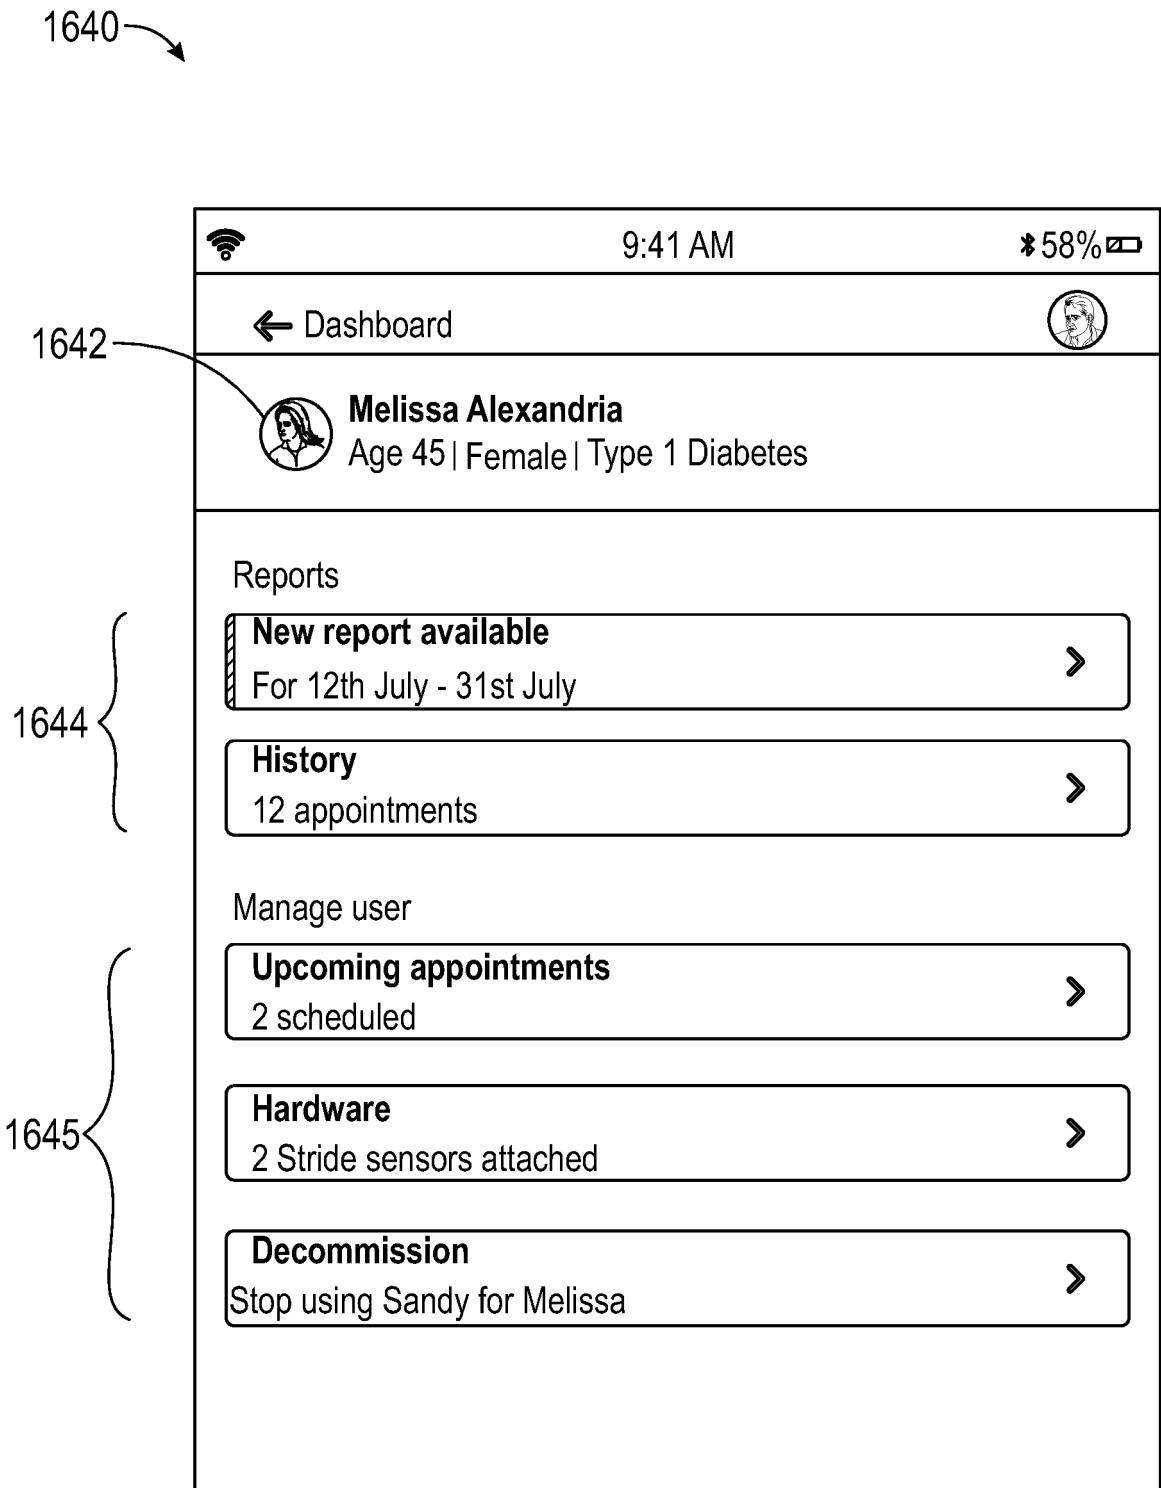 1640
9:41 AM
58%
Dashboard
1642
Melissa Alexandria
Age 45 | Female | Type 1 Diabetes
Reports
1644
New report available
For 12th July - 31st July
History
12 appointments
Manage user
1645
Upcoming appointments
2 scheduled
Hardware
2 Stride sensors attached
Decommission
Stop using Sandy for Melissa